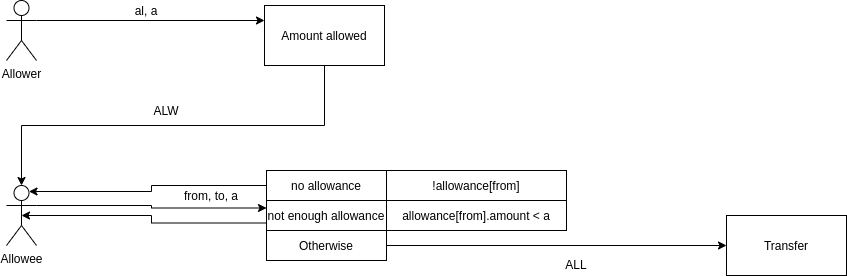 al, a
Amount allowed
Allower
ALW
no allowance
!allowance[from]
from, to, a
not enough allowance
allowance[from].amount < a
Otherwise
Transfer
Allowee
ALL